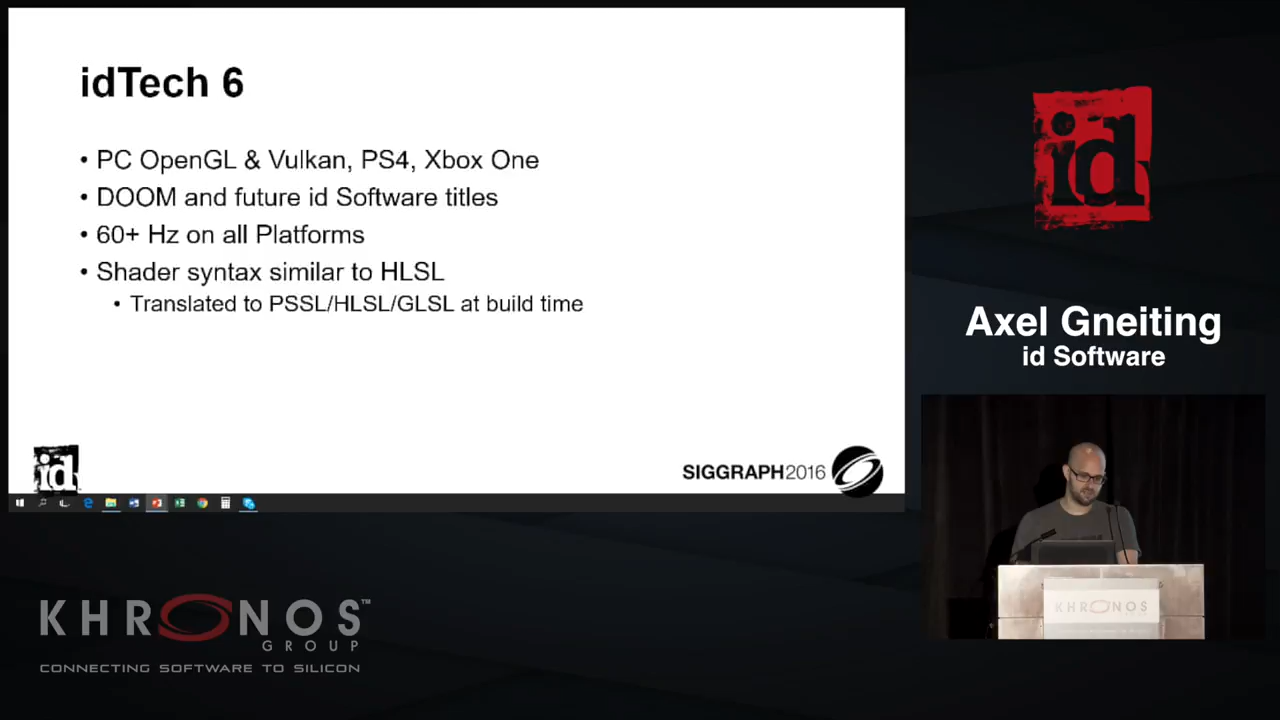 idTech 6
• PC OpenGL & Vulkan, PS4, Xbox One
• DOOM and future id Software titles
• 60+ Hz on all Platforms
• Shader syntax similar to HLSL
• Translated to PSSL/HLSL/GLSL at build time
id
SIGGRAPH2016
id
Axel Gneiting
id Software
KHRONOS
KHRONOS™
GROUP
CONNECTING SOFTWARE TO SILICON